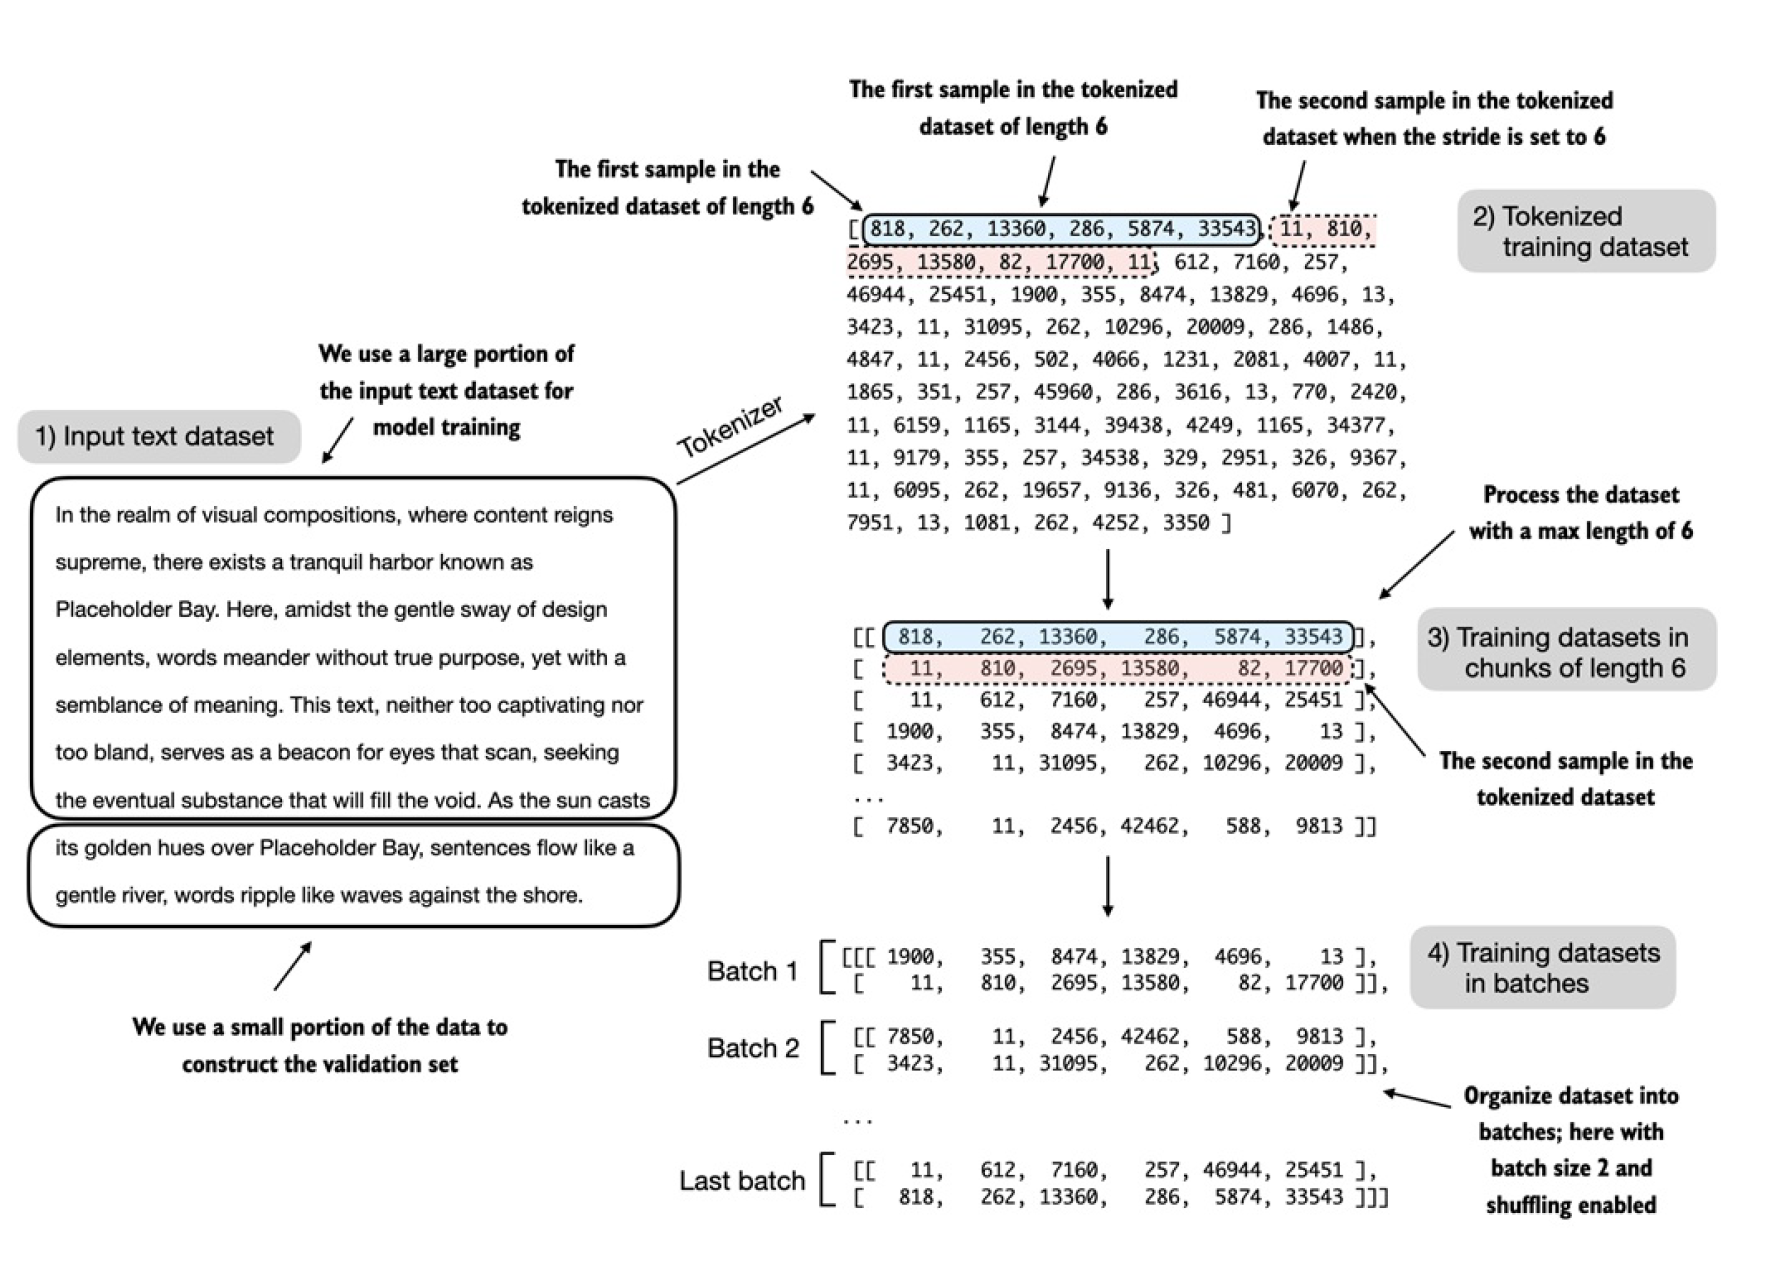 The first sample in the tokenized
dataset of length 6
The second sample in the tokenized
dataset when the stride is set to 6
The first sample in the
tokenized dataset of length 6
[ 818, 262, 13360, 286, 5874, 33543, 11, 810,
2695, 13580, 82, 17700, 11, 612, 7160, 257,
46944, 25451, 1900, 355, 8474, 13829, 4696, 13,
3423, 11, 31095, 262, 10296, 20009, 286, 1486,
4847, 11, 2456, 502, 4066, 1231, 2081, 4007, 11,
1865, 351, 257, 45960, 286, 3616, 13, 770, 2420,
11, 6159, 1165, 3144, 39438, 4249, 1165, 34377,
11, 9179, 355, 257, 34538, 329, 2951, 326, 9367,
11, 6095, 262, 19657, 9136, 326, 481, 6070, 262,
7951, 13, 1081, 262, 4252, 3350 ]
2) Tokenized
training dataset
We use a large portion of
the input text dataset for
model training
1) Input text dataset
Tokenizer
In the realm of visual compositions, where content reigns
supreme, there exists a tranquil harbor known as
Placeholder Bay. Here, amidst the gentle sway of design
elements, words meander without true purpose, yet with a
semblance of meaning. This text, neither too captivating nor
too bland, serves as a beacon for eyes that scan, seeking
the eventual substance that will fill the void. As the sun casts
its golden hues over Placeholder Bay, sentences flow like a
gentle river, words ripple like waves against the shore.
We use a small portion of the data to
construct the validation set
Process the dataset
with a max length of 6
[[ 818, 262, 13360, 286, 5874, 33543 ],
[ 11, 810, 2695, 13580, 82, 17700 ],
[ 11, 612, 7160, 257, 46944, 25451 ],
[ 1900, 355, 8474, 13829, 4696, 13 ],
[ 3423, 11, 31095, 262, 10296, 20009 ],
...
[ 7850, 11, 2456, 42462, 588, 9813 ]]
3) Training datasets in
chunks of length 6
The second sample in the
tokenized dataset
Batch 1
[[[ 1900, 355, 8474, 13829, 4696, 13 ],
[ 11, 810, 2695, 13580, 82, 17700 ]],
Batch 2
[[ 7850, 11, 2456, 42462, 588, 9813 ],
[ 3423, 11, 31095, 262, 10296, 20009 ]],
...
Last batch
[[ 11, 612, 7160, 257, 46944, 25451 ],
[ 818, 262, 13360, 286, 5874, 33543 ]]]
4) Training datasets
in batches
Organize dataset into
batches; here with
batch size 2 and
shuffling enabled